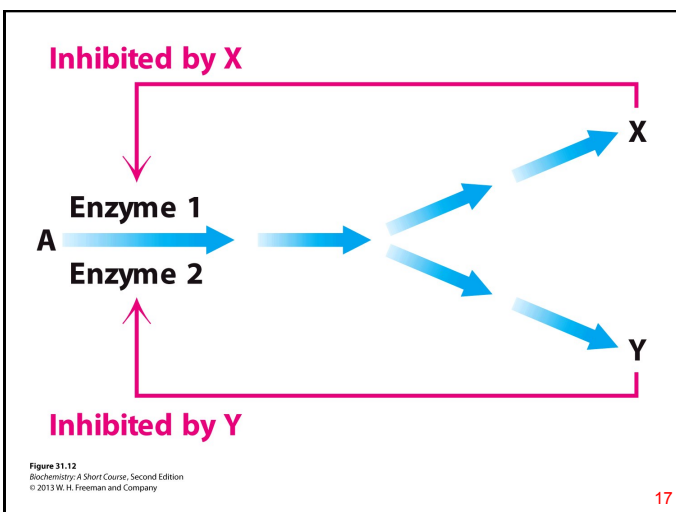 Inhibited by X
X
Enzyme 1
A
Enzyme 2
Y
Inhibited by Y
Figure 31.12
Biochemistry: A Short Course, Second Edition
© 2013 W. H. Freeman and Company
17